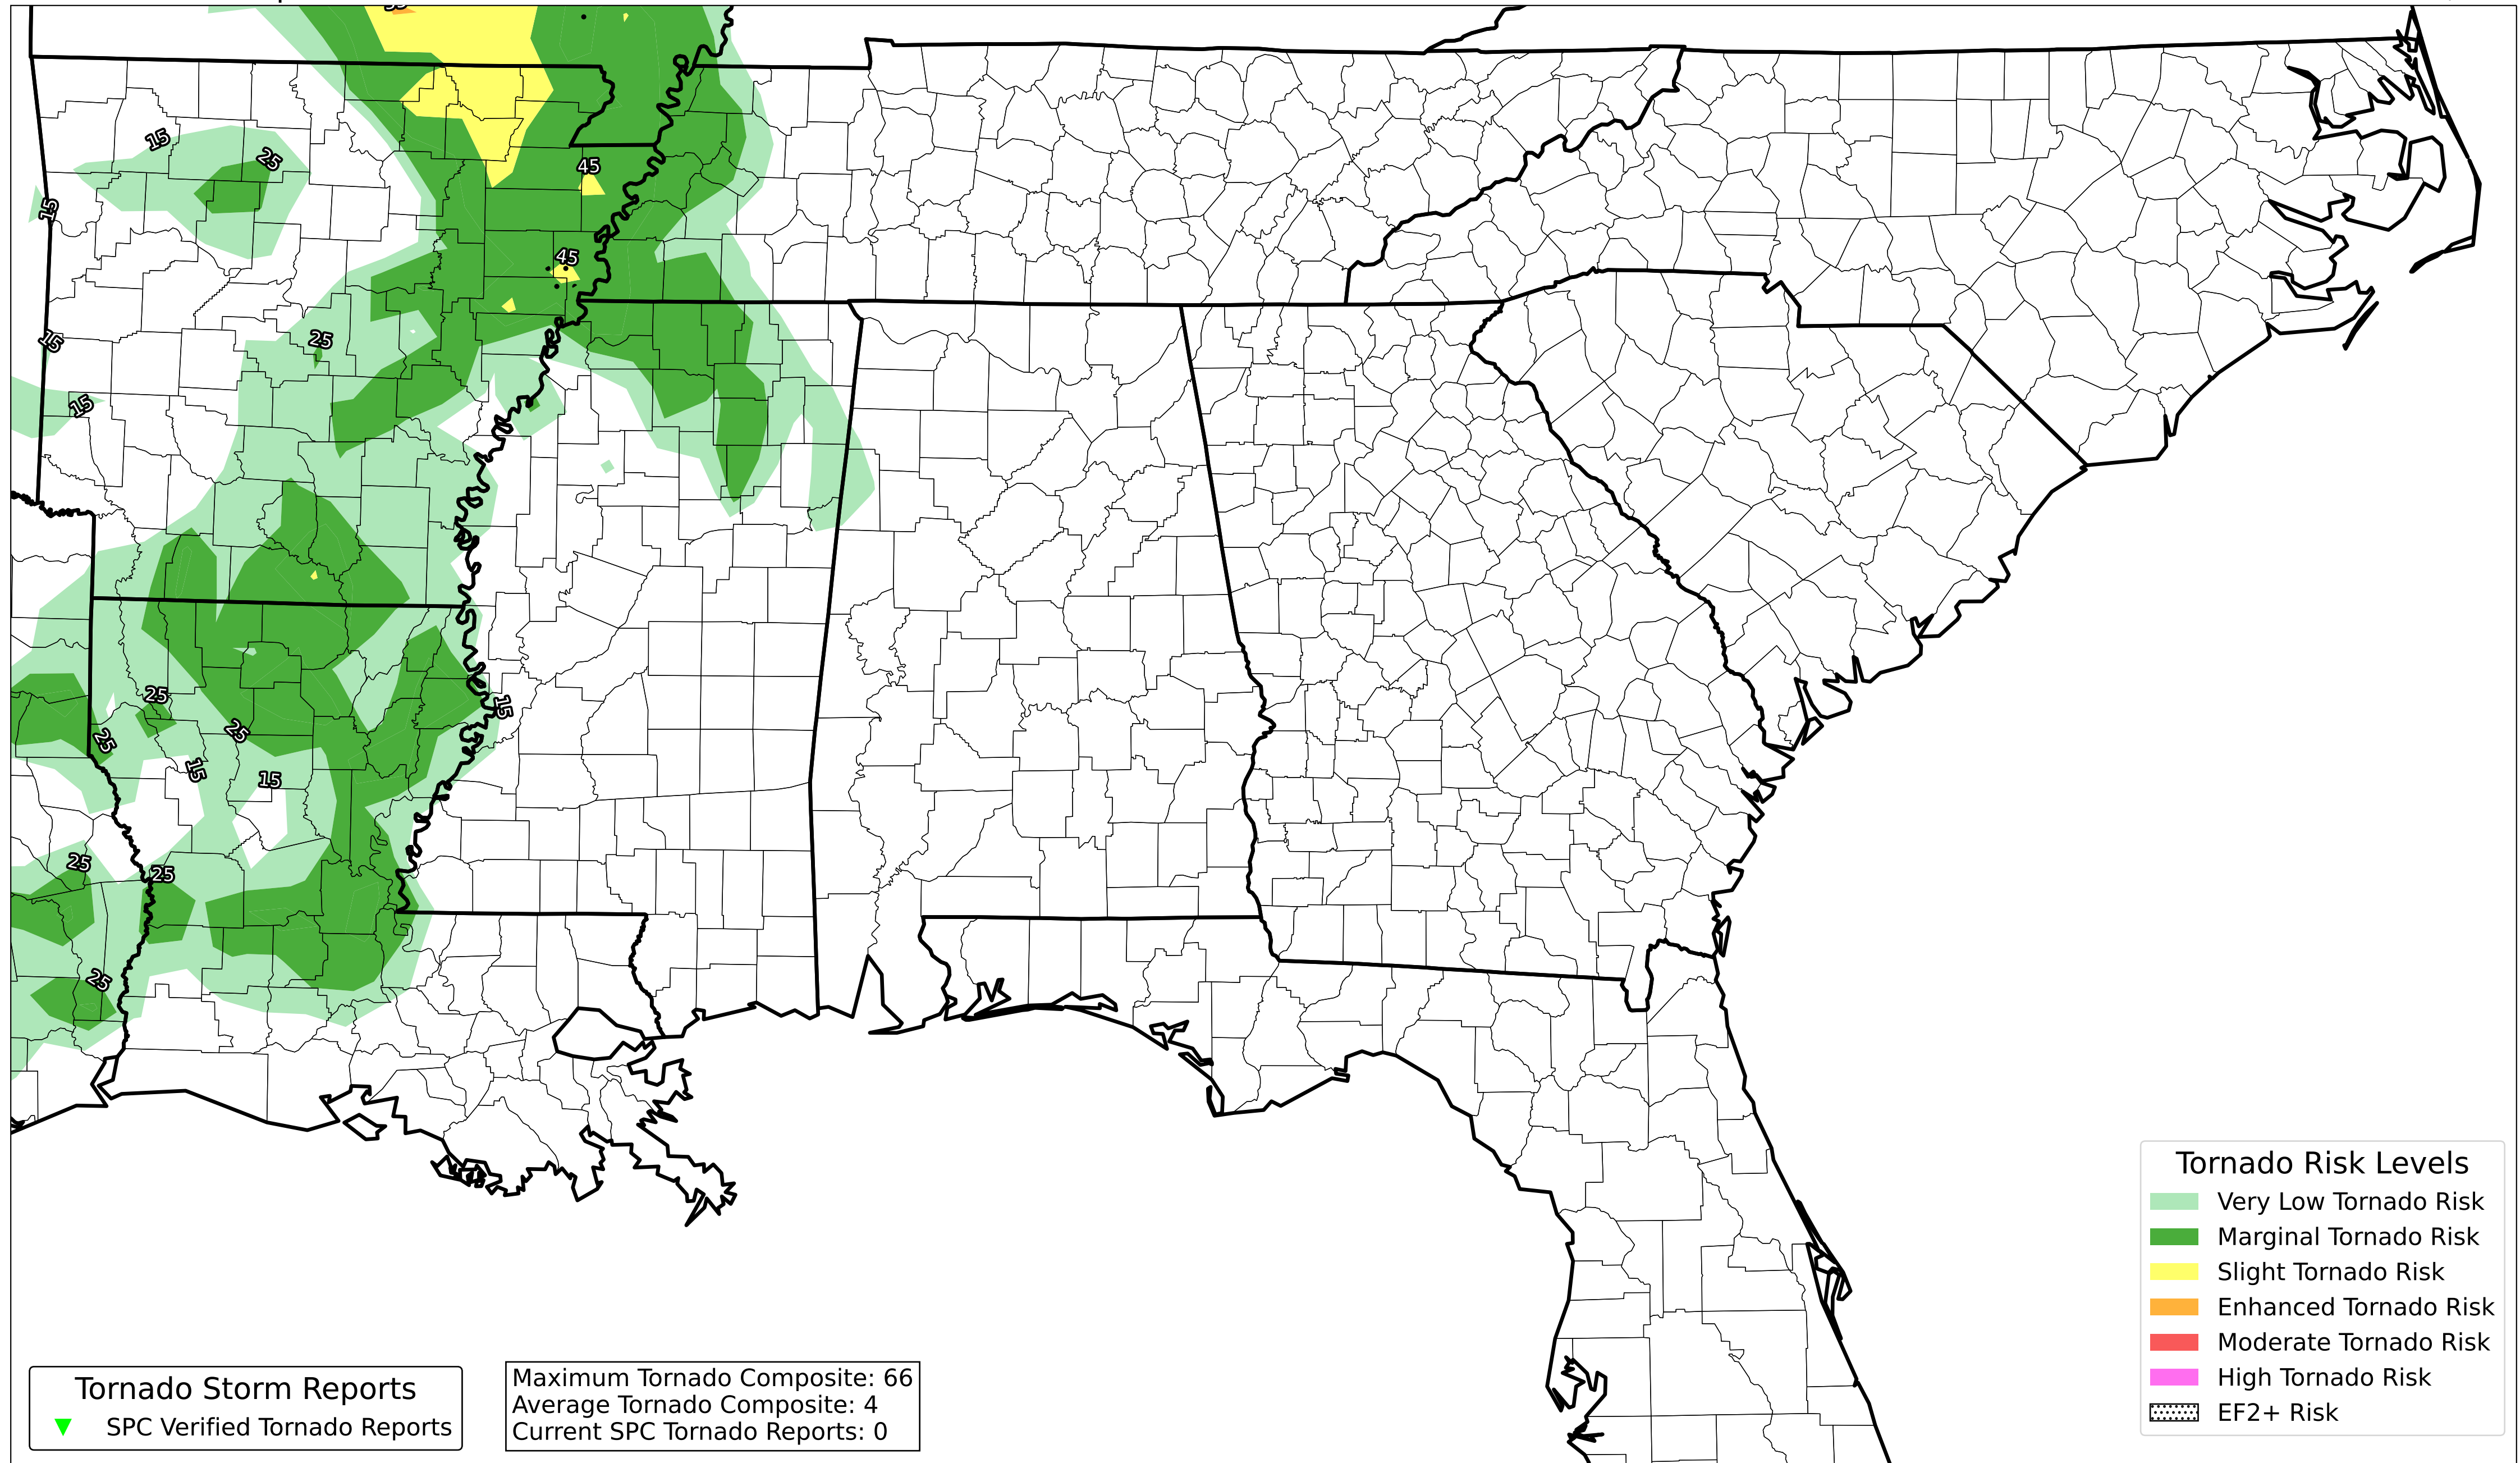 15
25
45
15
45
25
15
15
25
15
25
25
15
15
25
25
25
Tornado Risk Levels
Very Low Tornado Risk
Marginal Tornado Risk
Slight Tornado Risk
Enhanced Tornado Risk
Moderate Tornado Risk
High Tornado Risk
EF2+ Risk
Tornado Storm Reports
SPC Verified Tornado Reports
Maximum Tornado Composite: 66
Average Tornado Composite: 4
Current SPC Tornado Reports: 0